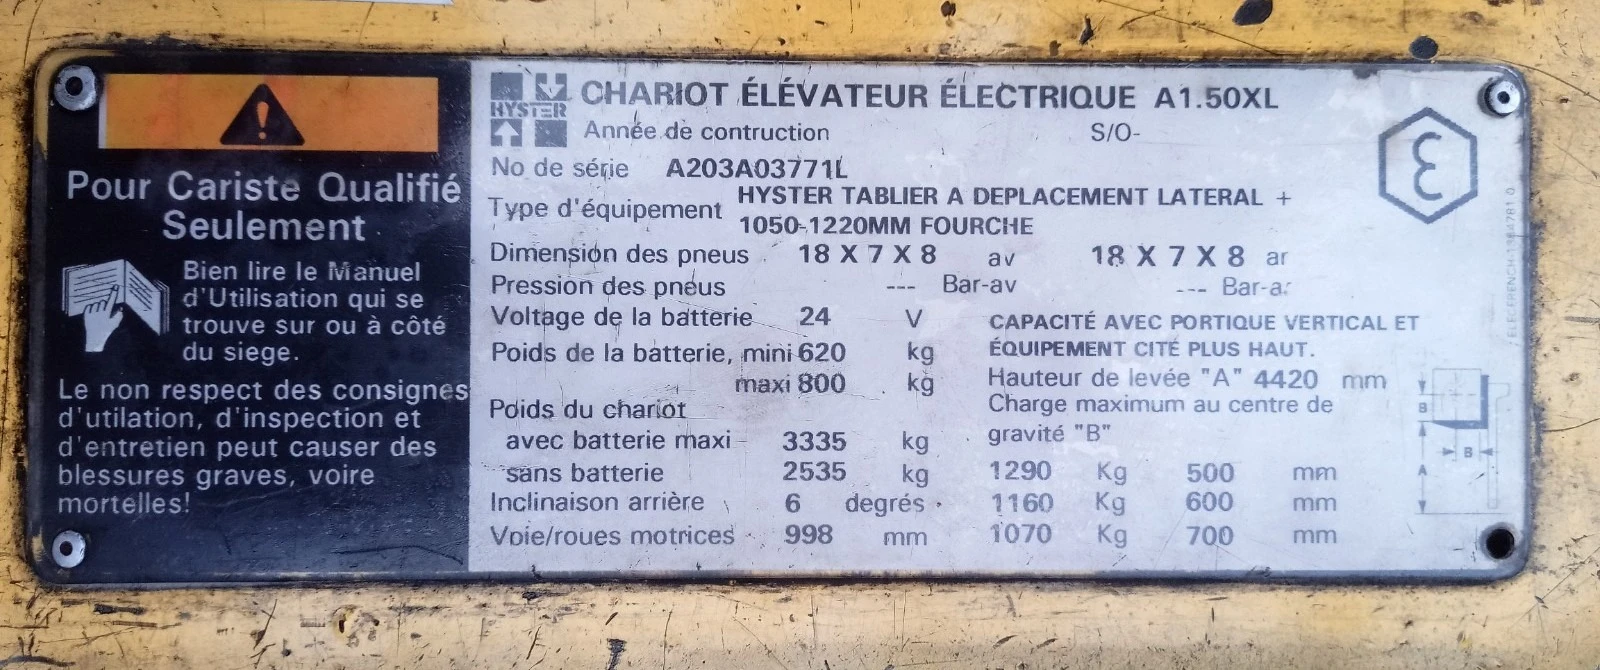 Pour Cariste Qualifié
Seulement
Bien lire le Manuel
d'Utilisation qui se
trouve sur ou à côté
du siege.
Le non respect des consignes
d'utilation, d'inspection et
d'entretien peut causer des
blessures graves, voire
mortelles!
HYSTER
CHARIOT ÉLÉVATEUR ÉLECTRIQUE A1.50XL
Année de contruction S/O-
No de série A203A03771L
Type d'équipement HYSTER TABLIER A DEPLACEMENT LATERAL +
1050-1220MM FOURCHE
Dimension des pneus 18 X 7 X 8 av 18 X 7 X 8 ar
Pression des pneus --- Bar-av --- Bar-ar
Voltage de la batterie 24 V
Poids de la batterie, mini 620 kg
maxi 800 kg
Poids du chariot
avec batterie maxi 3335 kg
sans batterie 2535 kg
Inclinaison arrière 6 degrés
Voie/roues motrices 998 mm
CAPACITÉ AVEC PORTIQUE VERTICAL ET
ÉQUIPEMENT CITÉ PLUS HAUT.
Hauteur de levée "A" 4420 mm
Charge maximum au centre de
gravité "B"
1290 Kg 500 mm
1160 Kg 600 mm
1070 Kg 700 mm
B
B
A